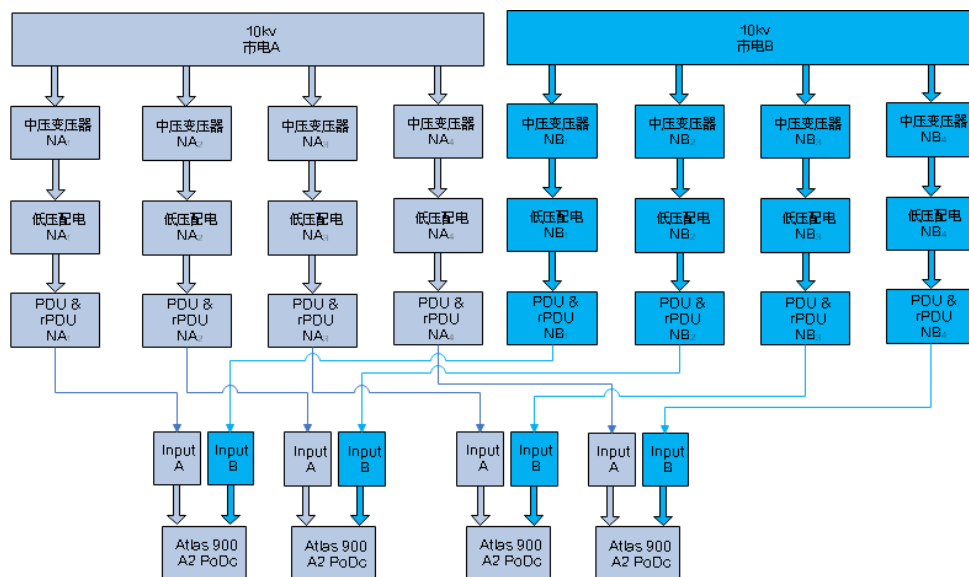 10kv
市电A
10kv
市电B
中压变压器
NA₁
中压变压器
NA₂
中压变压器
NA₃
中压变压器
NA₄
中压变压器
NB₁
中压变压器
NB₂
中压变压器
NB₃
中压变压器
NB₄
低压配电
NA₁
低压配电
NA₂
低压配电
NA₃
低压配电
NA₄
低压配电
NB₁
低压配电
NB₂
低压配电
NB₃
低压配电
NB₄
PDU &
rPDU
NA₁
PDU &
rPDU
NA₂
PDU &
rPDU
NA₃
PDU &
rPDU
NA₄
PDU &
rPDU
NB₁
PDU &
rPDU
NB₂
PDU &
rPDU
NB₃
PDU &
rPDU
NB₄
Input
A
Input
B
Input
A
Input
B
Input
A
Input
B
Input
A
Input
B
Atlas 900
A2 PoDc
Atlas 900
A2 PoDc
Atlas 900
A2 PoDc
Atlas 900
A2 PoDc